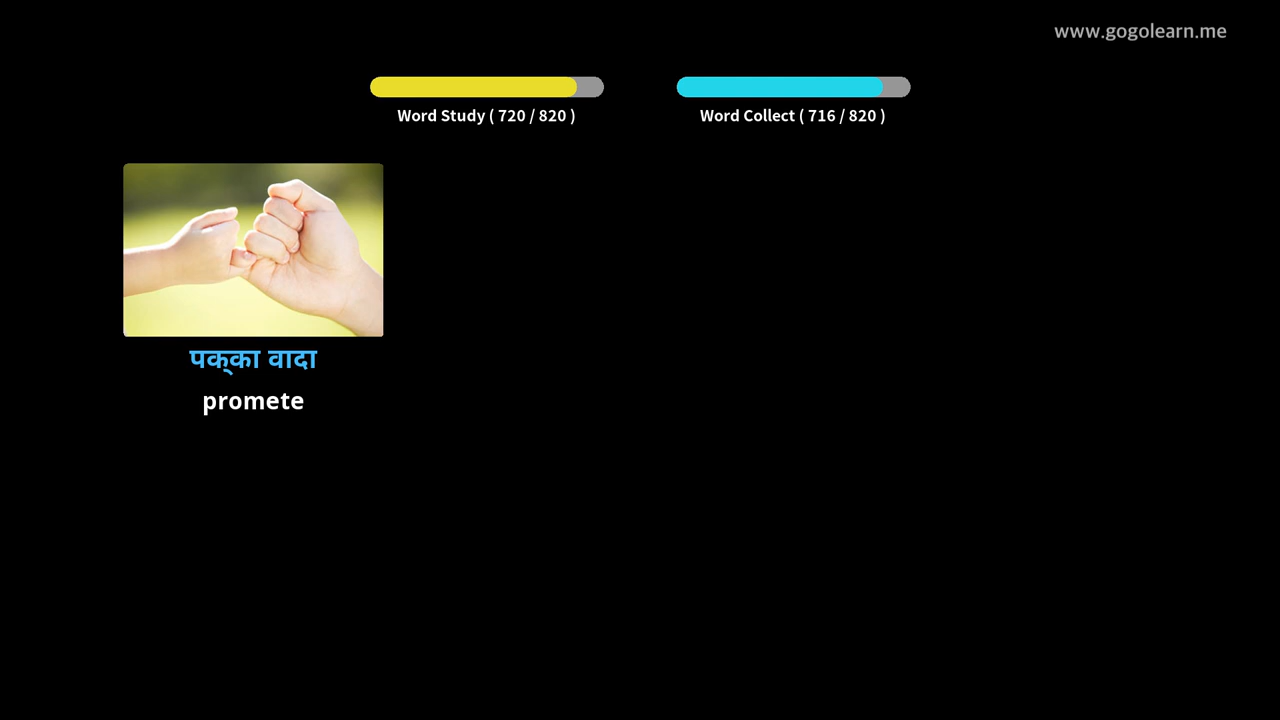 www.gogolearn.me
Word Study ( 720 / 820 )
Word Collect ( 716 / 820 )
पक्‌का वादा
promete